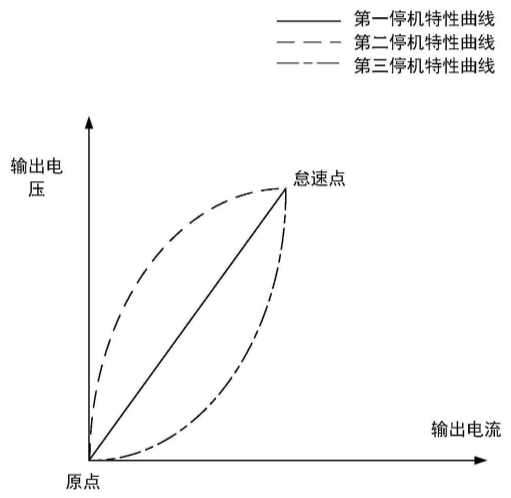 第一停机特性曲线
第二停机特性曲线
第三停机特性曲线
输出电
压
怠速点
输出电流
原点